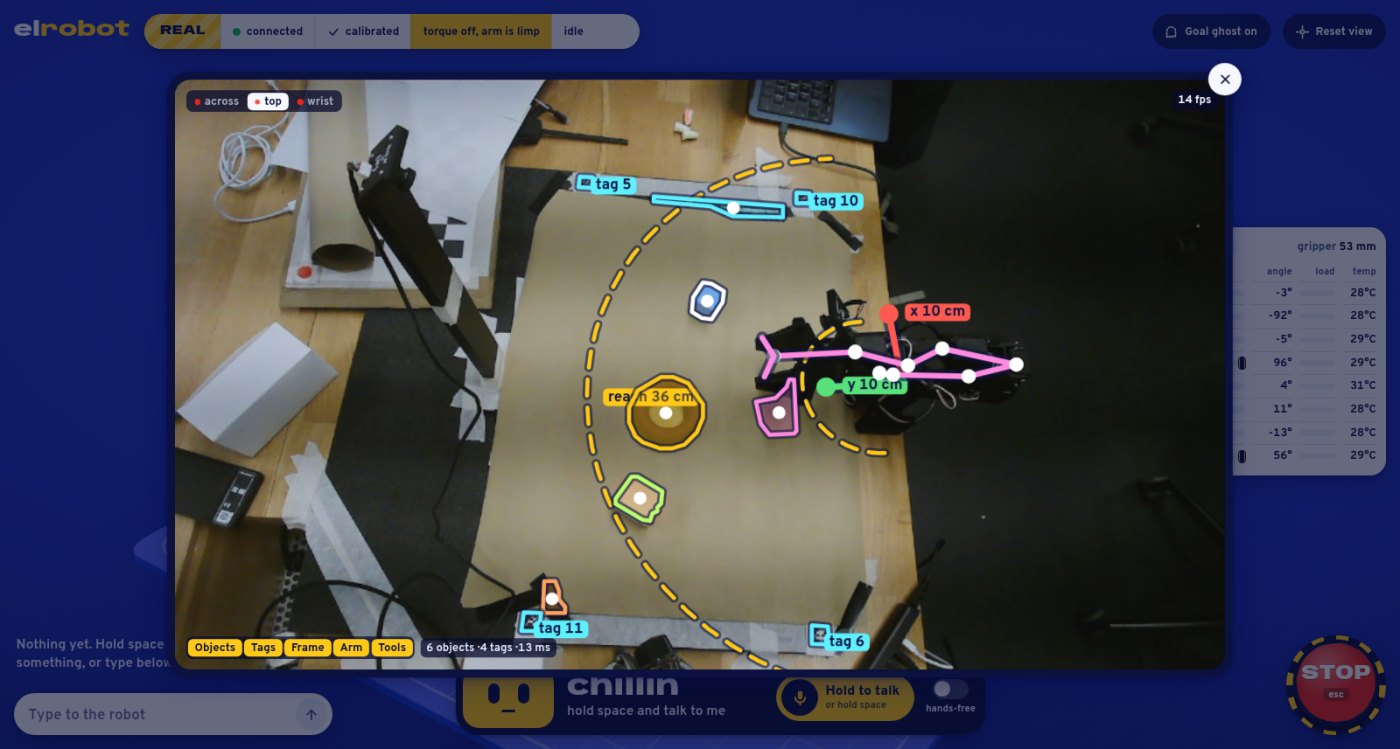 elrobot
REAL
connected
calibrated
torque off, arm is limp
idle
Goal ghost on
Reset view
across
top
wrist
14 fps
tag 5
tag 10
x 10 cm
y 10 cm
rea h 36 cm
tag 11
tag 6
gripper 53 mm
angle load temp
-3° 28°C
-92° 28°C
-5° 29°C
96° 29°C
4° 31°C
11° 28°C
-13° 28°C
56° 29°C
Objects
Tags
Frame
Arm
Tools
6 objects ·4 tags ·13 ms
Nothing yet. Hold space
something, or type below
Type to the robot
chillin
hold space and talk to me
Hold to talk
or hold space
hands-free
STOP
esc